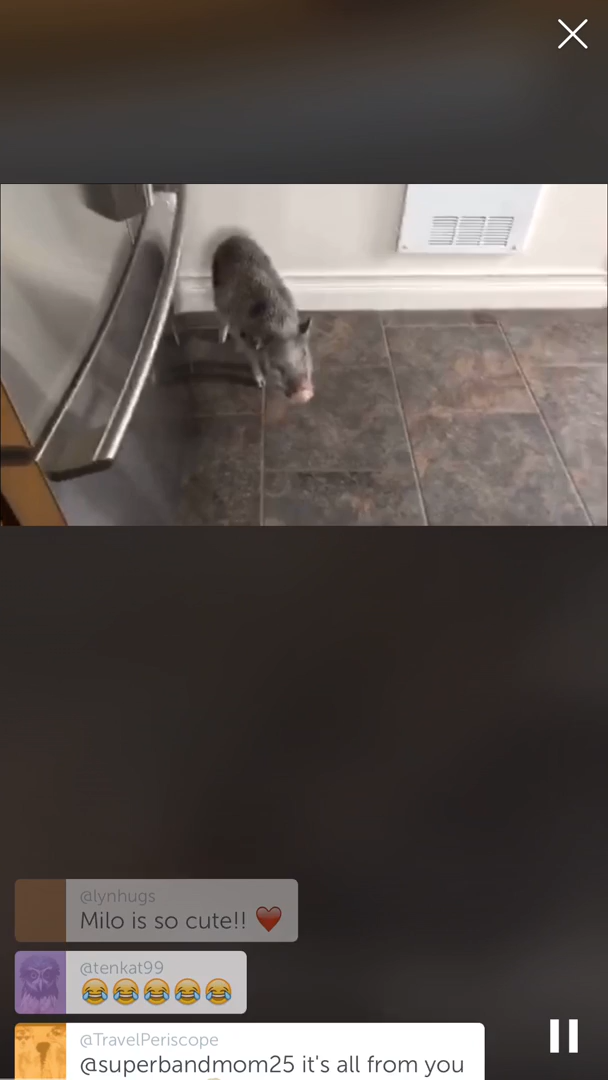 @lynhugs
Milo is so cute!! ❤️
@tenkat99
😂😂😂😂😂
@TravelPeriscope
@superbandmom25 it's all from you